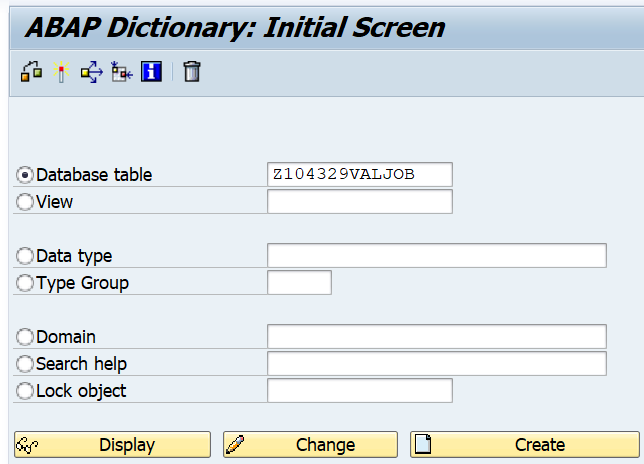 ABAP Dictionary: Initial Screen
Database table Z104329VALJOB
View
Data type
Type Group
Domain
Search help
Lock object
Display Change Create